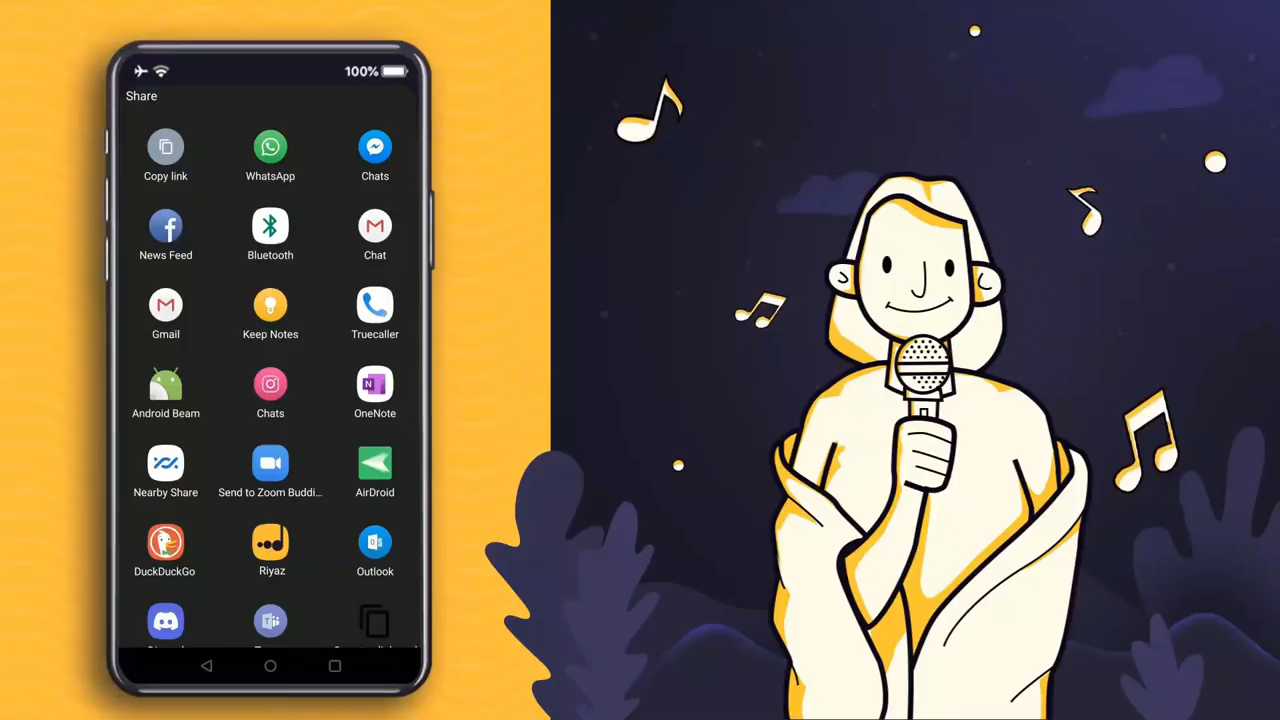 100%
Share
Copy link
WhatsApp
Chats
News Feed
Bluetooth
Chat
Gmail
Keep Notes
Truecaller
Android Beam
Chats
OneNote
Nearby Share
Send to Zoom Buddi...
AirDroid
DuckDuckGo
Riyaz
Outlook